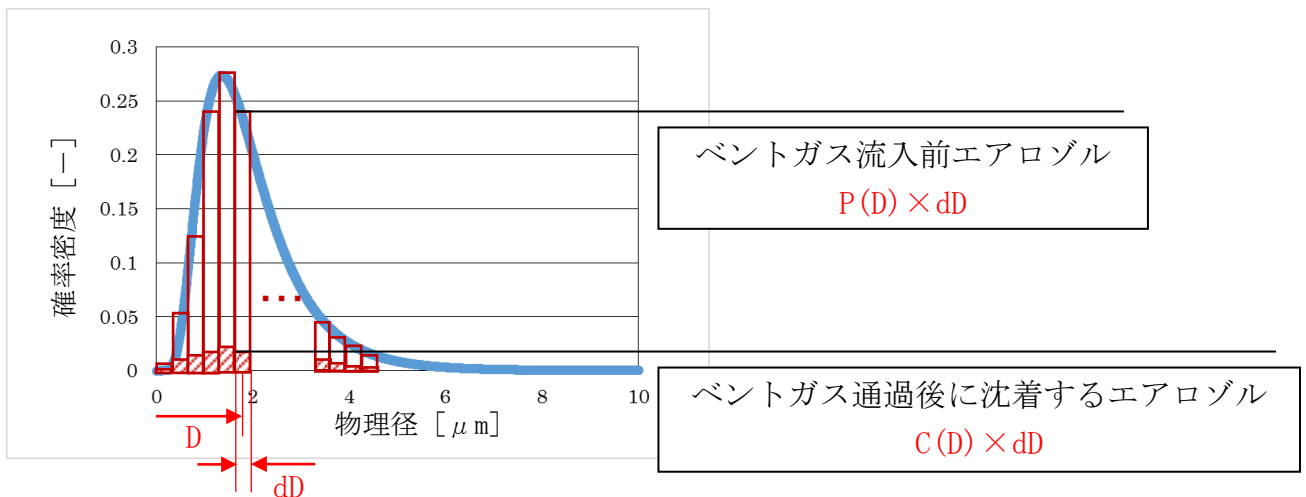 0.3
0.25
0.2
0.15
0.1
0.05
0
確率密度 [－]
0 2 4 6 8 10
物理径 [μm]
D
dD
ベントガス流入前エアロゾル
P(D)×dD
ベントガス通過後に沈着するエアロゾル
C(D)×dD